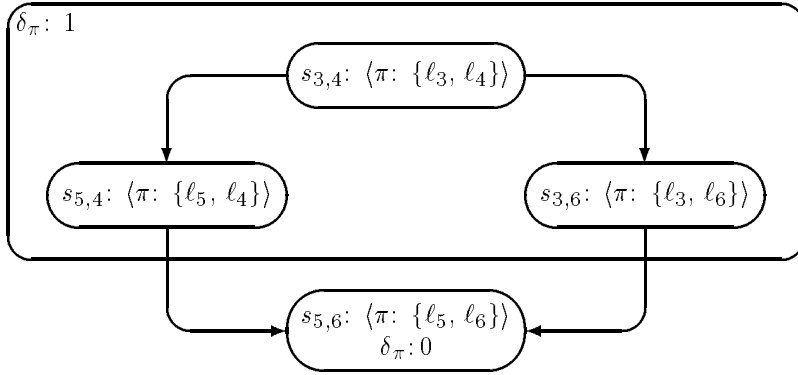 δ_π: 1
s_{3,4}: ⟨π: {ℓ_3, ℓ_4}⟩
s_{5,4}: ⟨π: {ℓ_5, ℓ_4}⟩
s_{3,6}: ⟨π: {ℓ_3, ℓ_6}⟩
s_{5,6}: ⟨π: {ℓ_5, ℓ_6}⟩
δ_π: 0